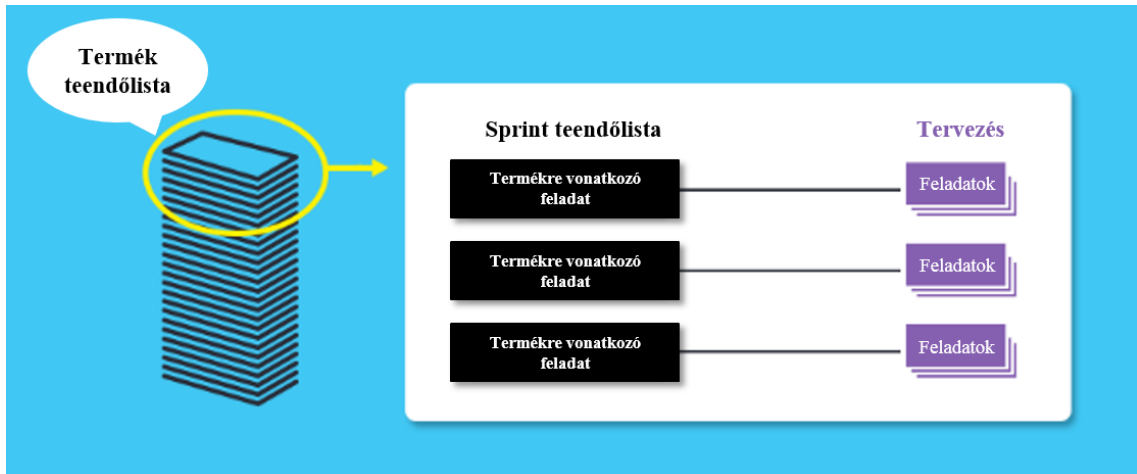 Termék
teendőlista
Sprint teendőlista
Tervezés
Termékre vonatkozó
feladat
Feladatok
Termékre vonatkozó
feladat
Feladatok
Termékre vonatkozó
feladat
Feladatok